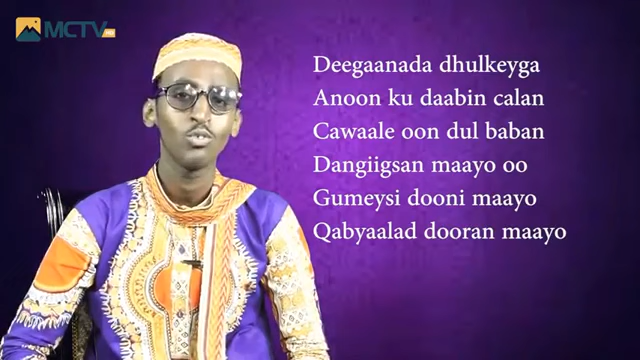 MCTV HD
Deegaanada dhulkeyga
Anoon ku daabin calan
Cawaale oon dul baban
Dangiigsan maayo oo
Gumeysi dooni maayo
Qabyaalad dooran maayo